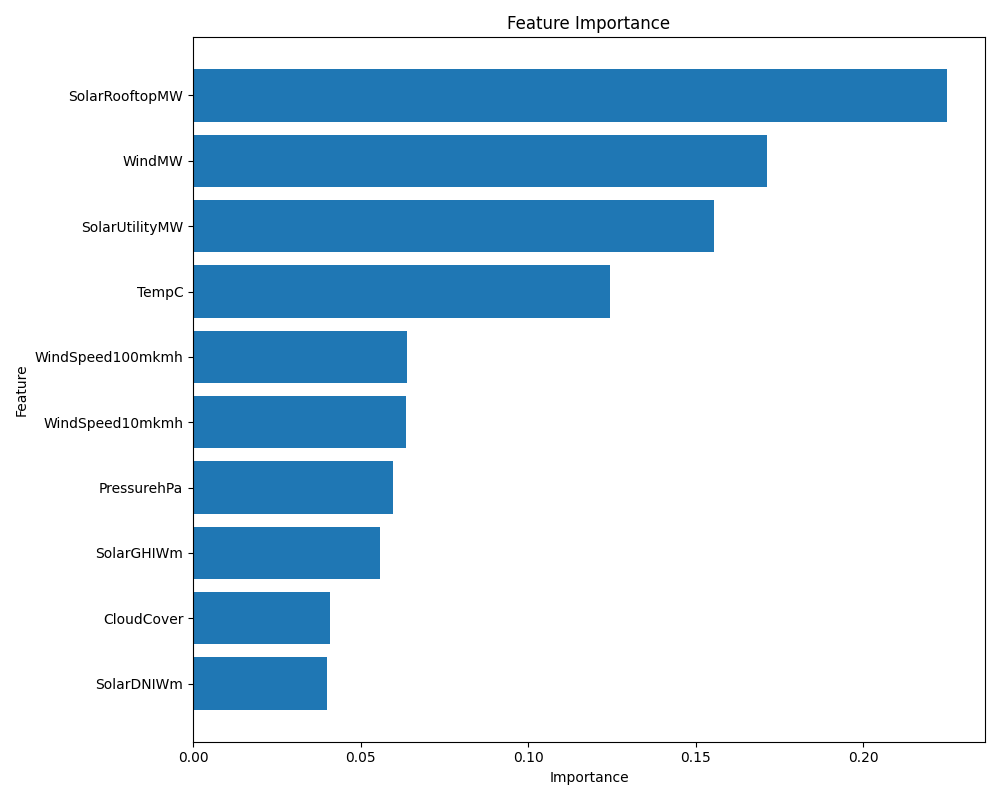 Feature Importance
SolarRooftopMW
WindMW
SolarUtilityMW
TempC
WindSpeed100mkmh
WindSpeed10mkmh
PressurehPa
SolarGHIWm
CloudCover
SolarDNIWm
Feature
0.00 0.05 0.10 0.15 0.20
Importance